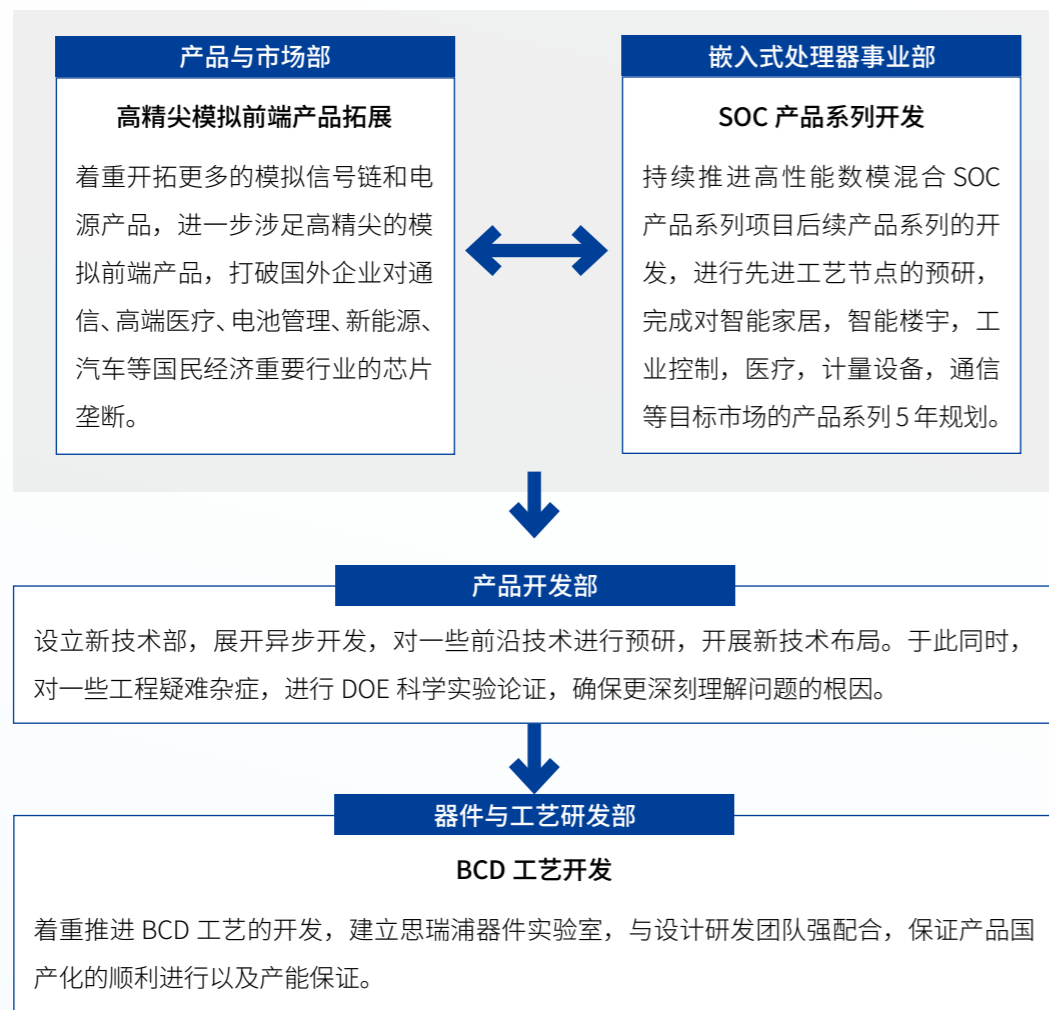 产品与市场部
高精尖模拟前端产品拓展
着重开拓更多的模拟信号链和电
源产品，进一步涉足高精尖的模
拟前端产品，打破国外企业对通
信、高端医疗、电池管理、新能源、
汽车等国民经济重要行业的芯片
垄断。
嵌入式处理器事业部
SOC 产品系列开发
持续推进高性能数模混合 SOC
产品系列项目后续产品系列的开
发，进行先进工艺节点的预研，
完成对智能家居，智能楼宇，工
业控制，医疗，计量设备，通信
等目标市场的产品系列 5 年规划。
产品开发部
设立新技术部，展开异步开发，对一些前沿技术进行预研，开展新技术布局。于此同时，
对一些工程疑难杂症，进行 DOE 科学实验论证，确保更深刻理解问题的根因。
器件与工艺研发部
BCD 工艺开发
着重推进 BCD 工艺的开发，建立思瑞浦器件实验室，与设计研发团队强配合，保证产品国
产化的顺利进行以及产能保证。